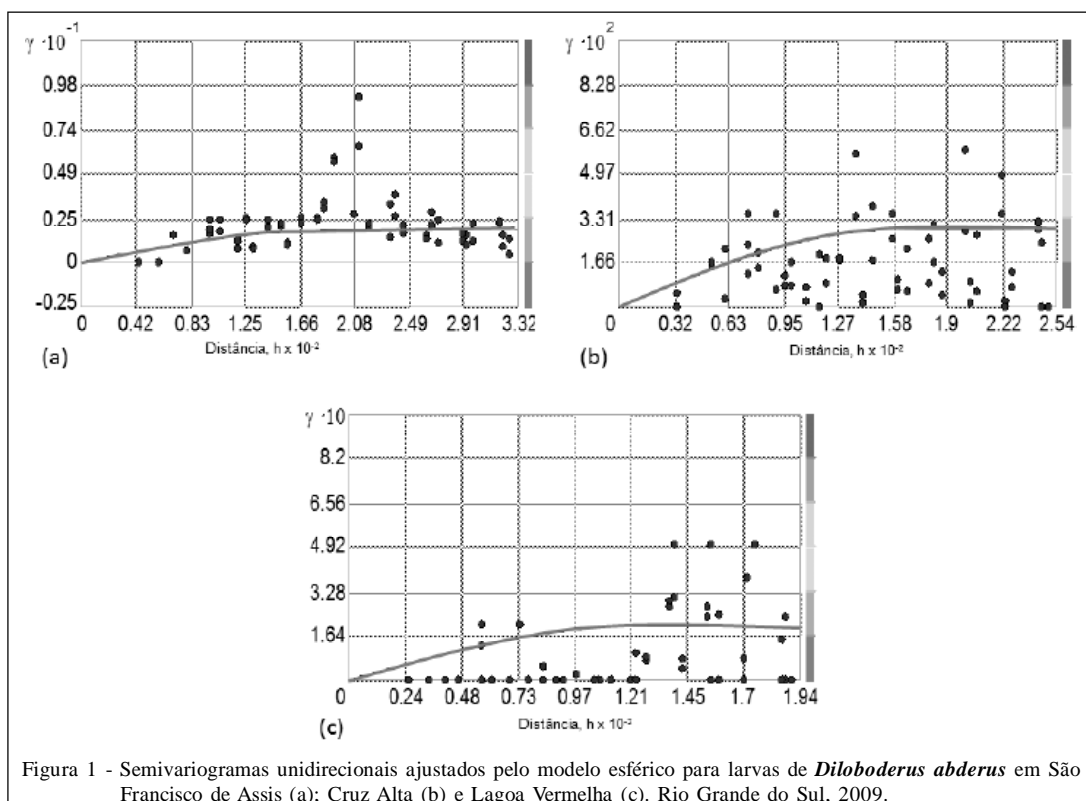 γ ·10⁻¹
0.98
0.74
0.49
0.25
0
-0.25
0 0.42 0.83 1.25 1.66 2.08 2.49 2.91 3.32
Distância, h x 10⁻²
(a)
γ ·10²
8.28
6.62
4.97
3.31
1.66
0 0.32 0.63 0.95 1.27 1.58 1.9 2.22 2.54
Distância, h x 10⁻²
(b)
γ ·10
8.2
6.56
4.92
3.28
1.64
0 0.24 0.48 0.73 0.97 1.21 1.45 1.7 1.94
Distância, h x 10⁻²
(c)
Figura 1 - Semivariogramas unidirecionais ajustados pelo modelo esférico para larvas de Diloboderus abderus em São
Francisco de Assis (a); Cruz Alta (b) e Lagoa Vermelha (c). Rio Grande do Sul, 2009.